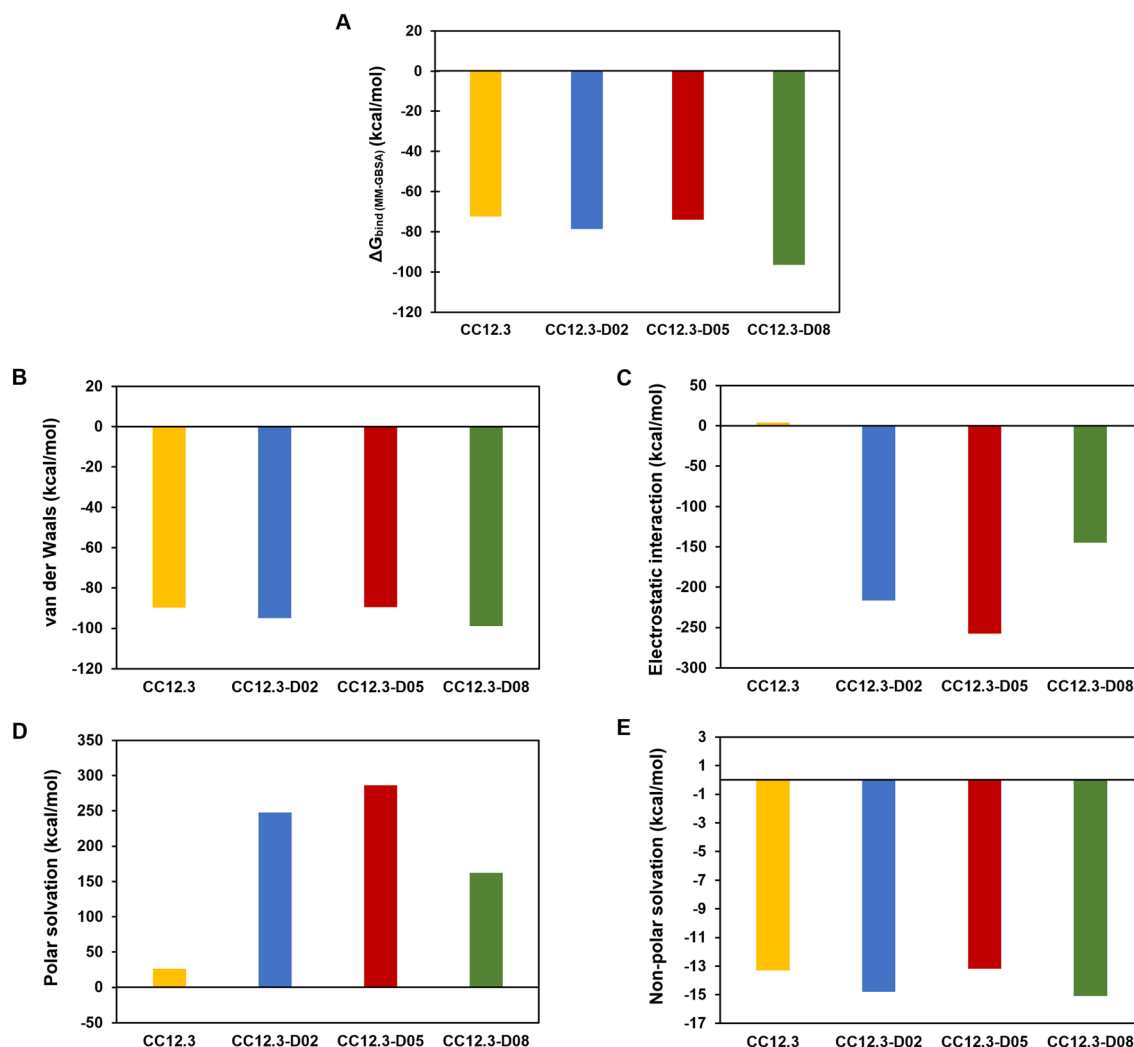 A
ΔGbind (MM-GBSA) (kcal/mol)
20
0
-20
-40
-60
-80
-100
-120
CC12.3 CC12.3-D02 CC12.3-D05 CC12.3-D08
B
van der Waals (kcal/mol)
20
0
-20
-40
-60
-80
-100
-120
CC12.3 CC12.3-D02 CC12.3-D05 CC12.3-D08
C
Electrostatic interaction (kcal/mol)
50
0
-50
-100
-150
-200
-250
-300
CC12.3 CC12.3-D02 CC12.3-D05 CC12.3-D08
D
Polar solvation (kcal/mol)
350
300
250
200
150
100
50
0
-50
CC12.3 CC12.3-D02 CC12.3-D05 CC12.3-D08
E
Non-polar solvation (kcal/mol)
3
1
-1
-3
-5
-7
-9
-11
-13
-15
-17
CC12.3 CC12.3-D02 CC12.3-D05 CC12.3-D08